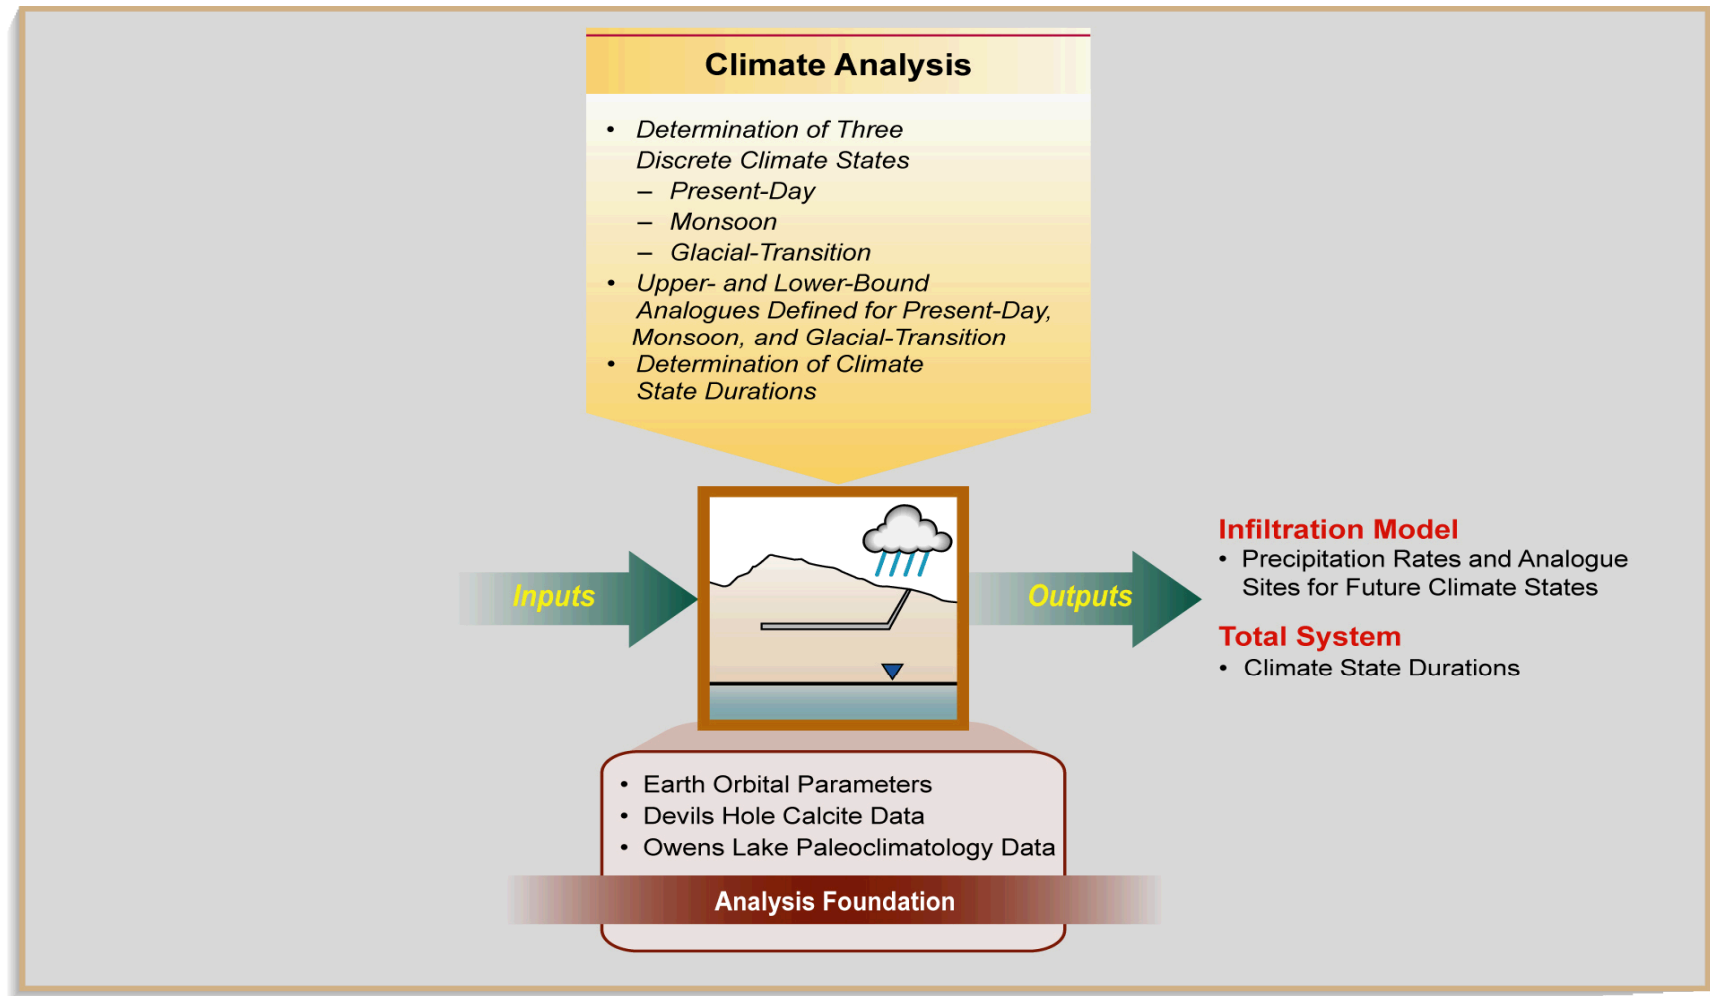 Climate Analysis
• Determination of Three
Discrete Climate States
– Present-Day
– Monsoon
– Glacial-Transition
• Upper- and Lower-Bound
Analogues Defined for Present-Day,
Monsoon, and Glacial-Transition
• Determination of Climate
State Durations
Inputs
Outputs
Infiltration Model
• Precipitation Rates and Analogue
Sites for Future Climate States
Total System
• Climate State Durations
• Earth Orbital Parameters
• Devils Hole Calcite Data
• Owens Lake Paleoclimatology Data
Analysis Foundation